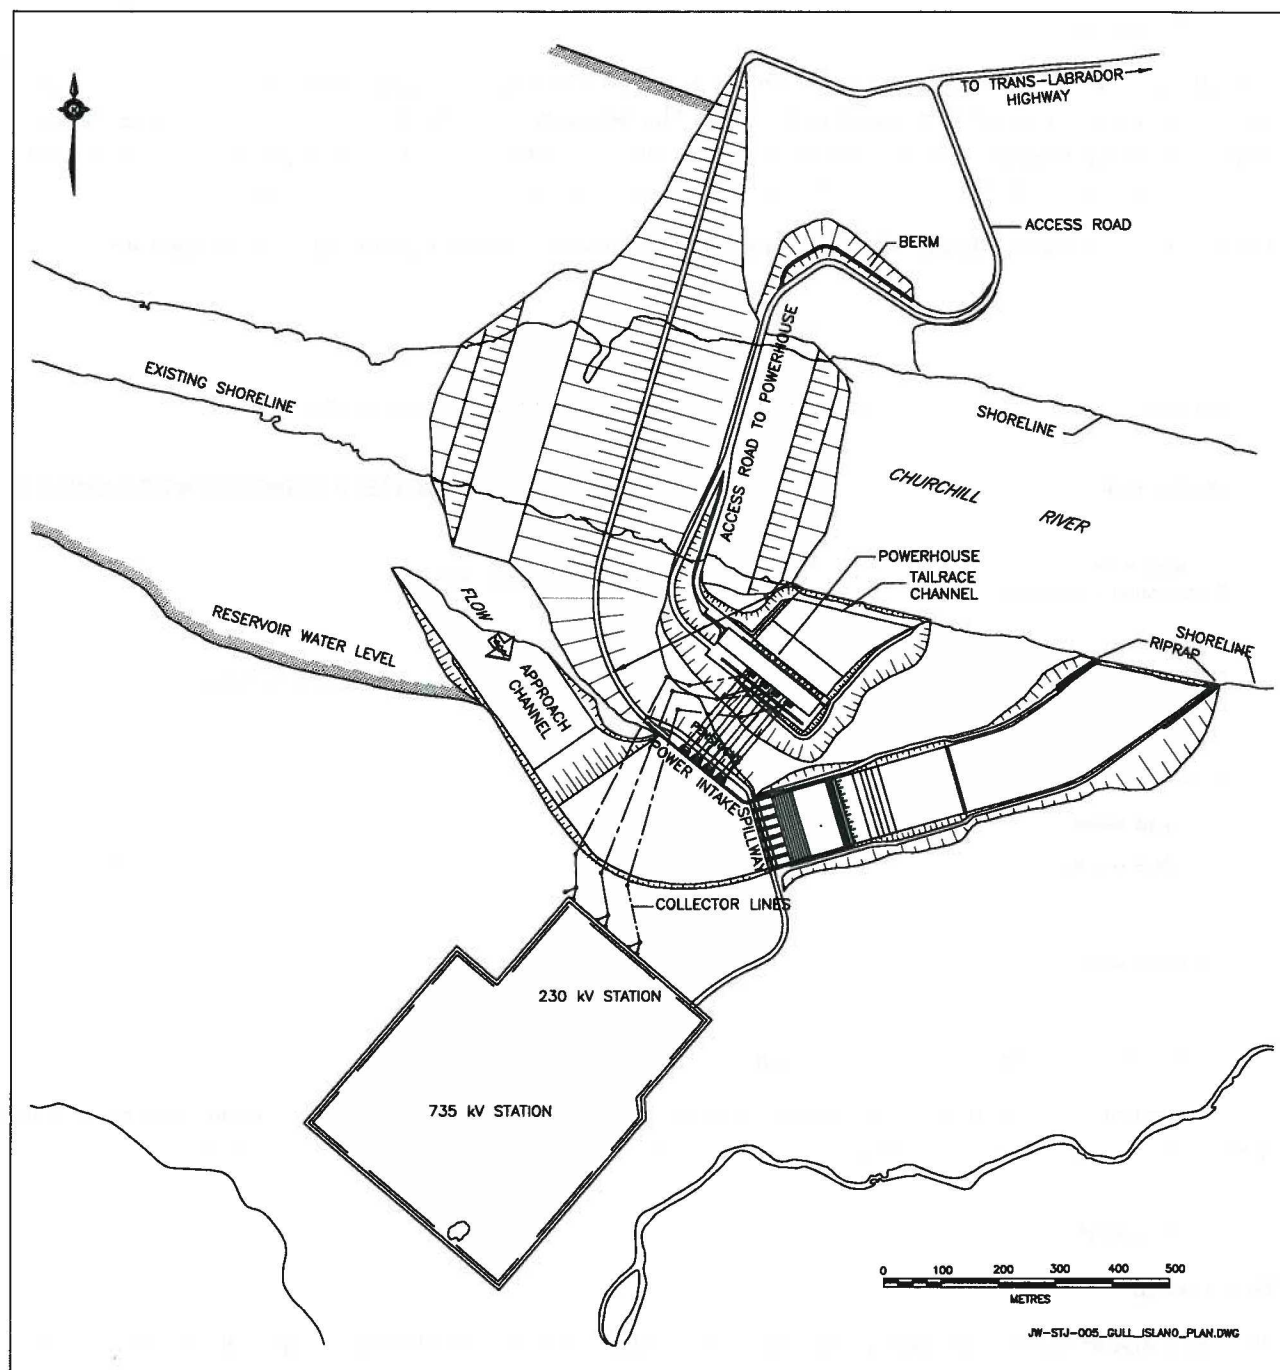 TO TRANS-LABRADOR
HIGHWAY
ACCESS ROAD
BERM
ACCESS ROAD TO POWERHOUSE
EXISTING SHORELINE
SHORELINE
CHURCHILL
RIVER
POWERHOUSE
TAILRACE
CHANNEL
FLOW
RESERVOIR WATER LEVEL
APPROACH
CHANNEL
SHORELINE
RIPRAP
POWER INTAKE
SPILLWAY
COLLECTOR LINES
230 kV STATION
735 kV STATION
0 100 200 300 400 500
METRES
JW-STJ-005_GULL_ISLAND_PLAN.DWG